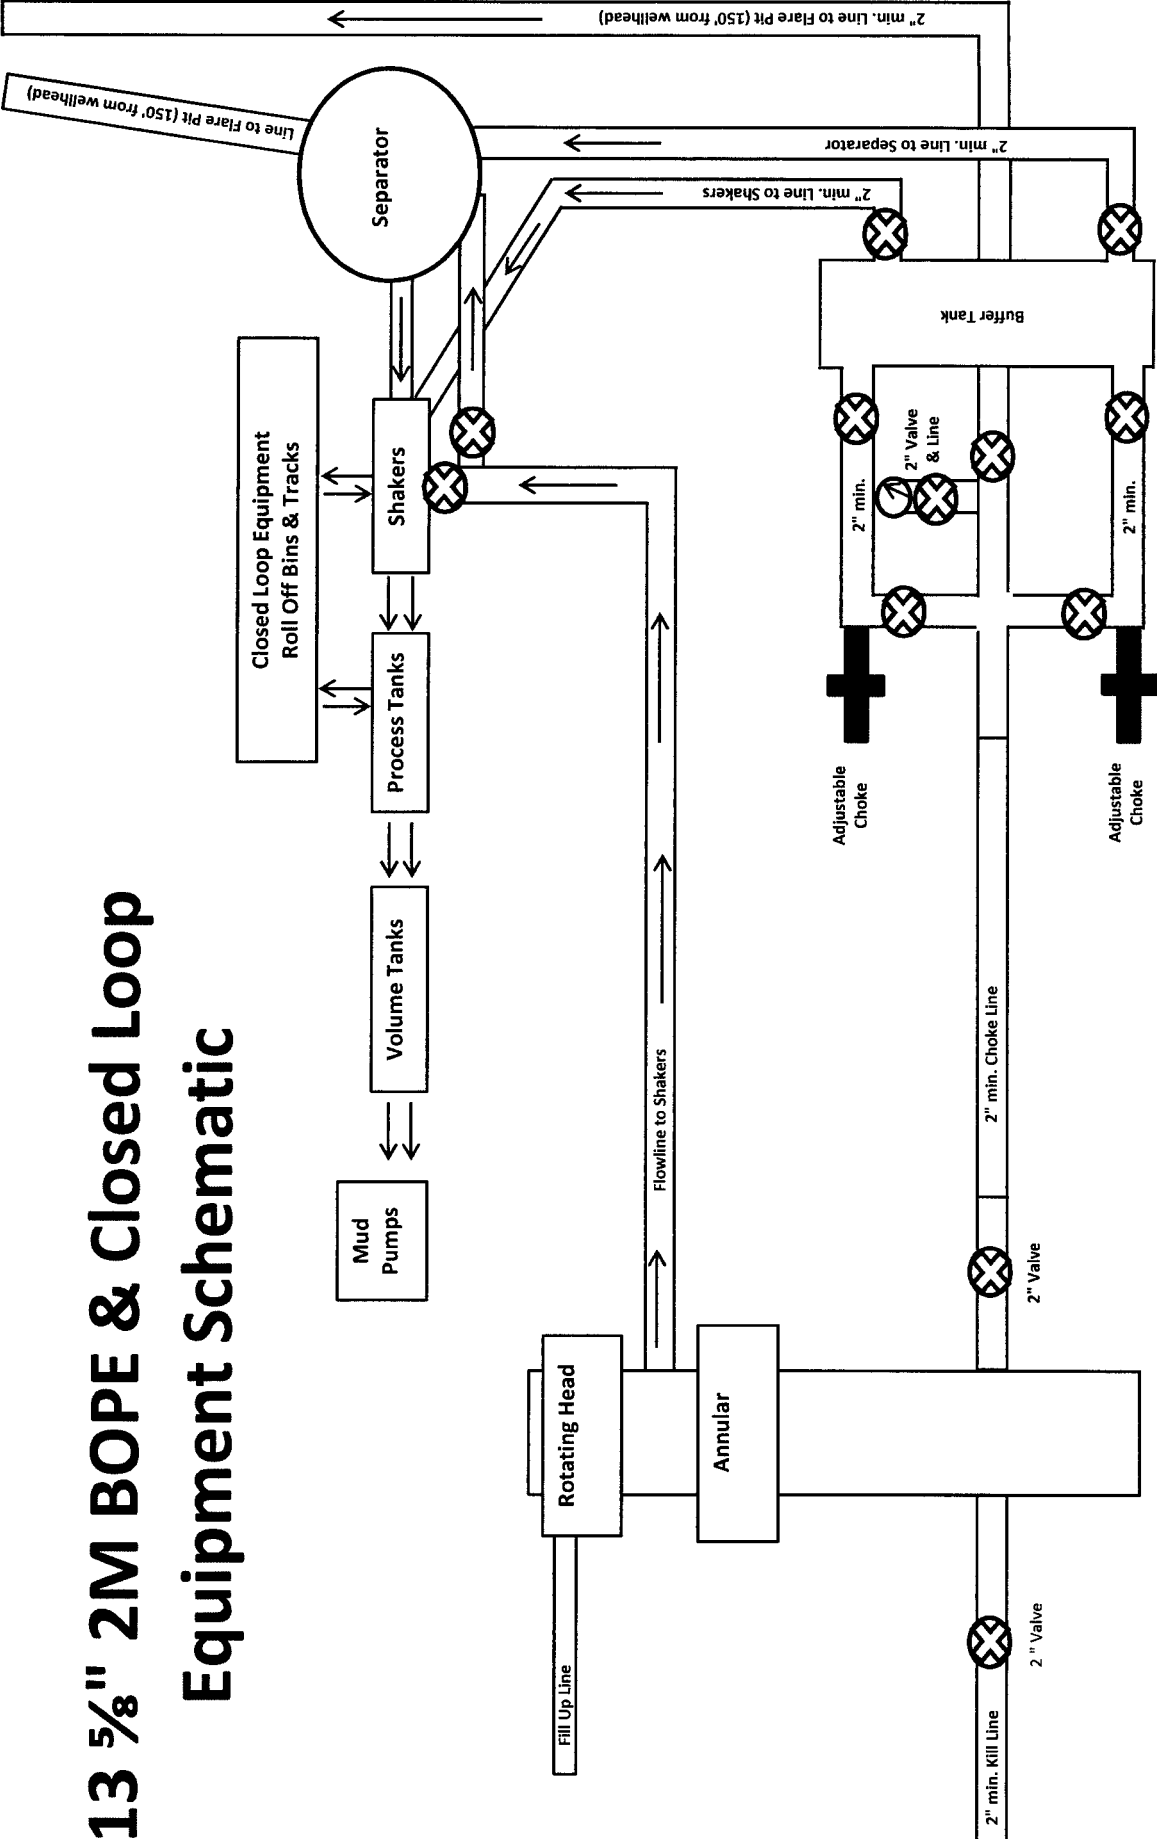 13 ⅝" 2M BOPE & Closed Loop
Equipment Schematic
Closed Loop Equipment
Roll Off Bins & Tracks
Mud
Pumps
Volume Tanks
Process Tanks
Shakers
Separator
Line to Flare Pit (150' from wellhead)
2" min. Line to Flare Pit (150' from wellhead)
2" min. Line to Separator
2" min. Line to Shakers
Fill Up Line
Rotating Head
Flowline to Shakers
Annular
Adjustable
Choke
2" min.
2" Valve
& Line
Buffer Tank
2" min. Kill Line
2 " Valve
2" Valve
2" min. Choke Line
Adjustable
Choke
2" min.